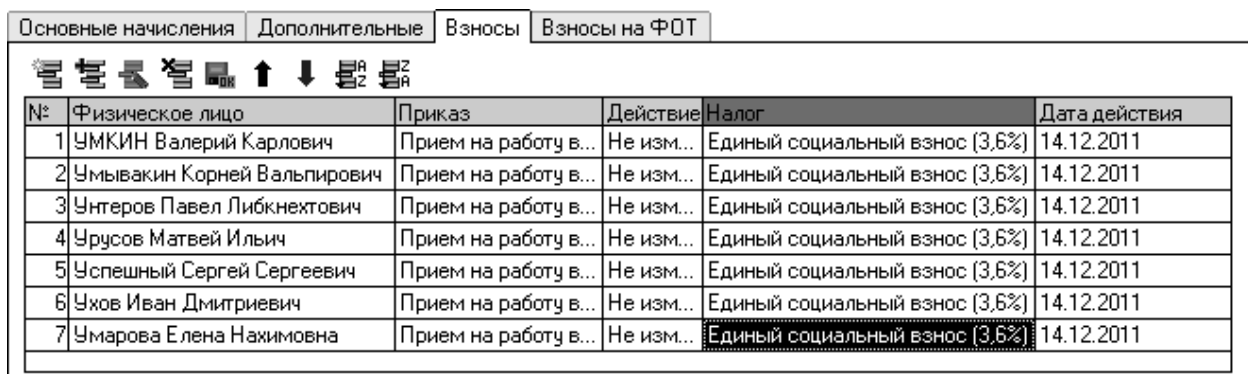 Основные начисления Дополнительные Взносы Взносы на ФОТ
№ Физическое лицо Приказ Действие Налог Дата действия
1 УМКИН Валерий Карлович Прием на работу в... Не изм... Единый социальный взнос (3,6%) 14.12.2011
2 Умывакин Корней Вальпирович Прием на работу в... Не изм... Единый социальный взнос (3,6%) 14.12.2011
3 Унтеров Павел Либкнехтович Прием на работу в... Не изм... Единый социальный взнос (3,6%) 14.12.2011
4 Урусов Матвей Ильич Прием на работу в... Не изм... Единый социальный взнос (3,6%) 14.12.2011
5 Успешный Сергей Сергеевич Прием на работу в... Не изм... Единый социальный взнос (3,6%) 14.12.2011
6 Ухов Иван Дмитриевич Прием на работу в... Не изм... Единый социальный взнос (3,6%) 14.12.2011
7 Умарова Елена Нахимовна Прием на работу в... Не изм... Единый социальный взнос (3,6%) 14.12.2011